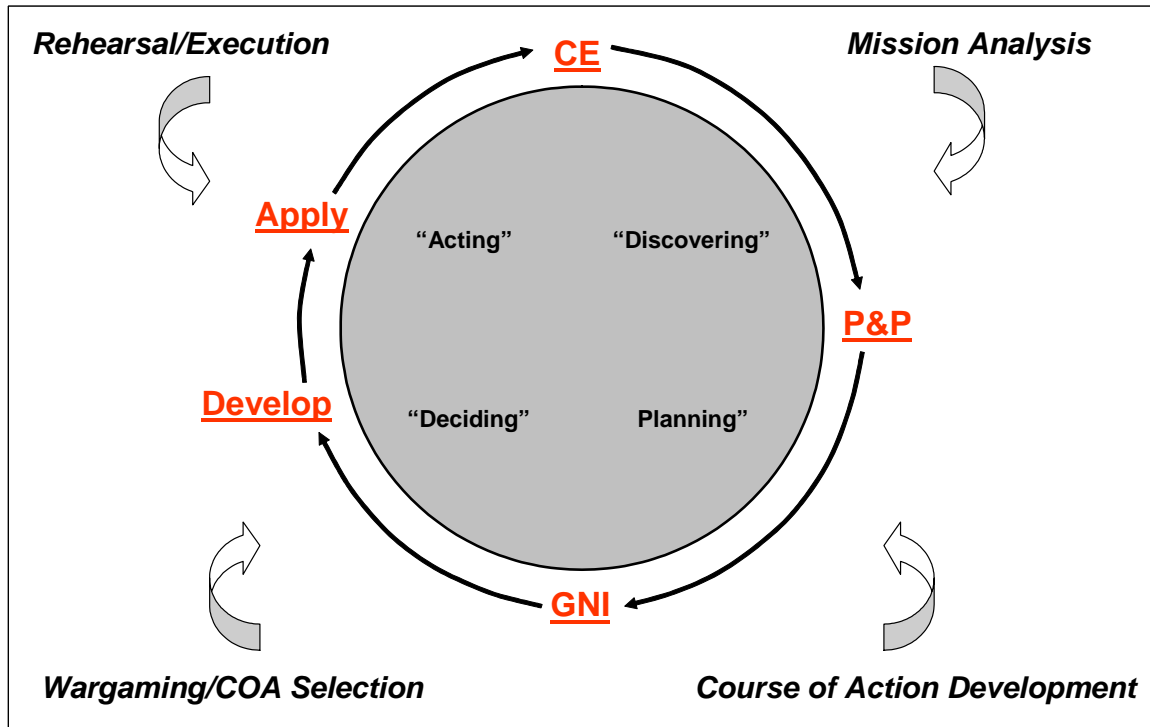 Rehearsal/Execution
CE
Mission Analysis
Apply
“Acting”
“Discovering”
P&P
Develop
“Deciding”
Planning”
GNI
Wargaming/COA Selection
Course of Action Development